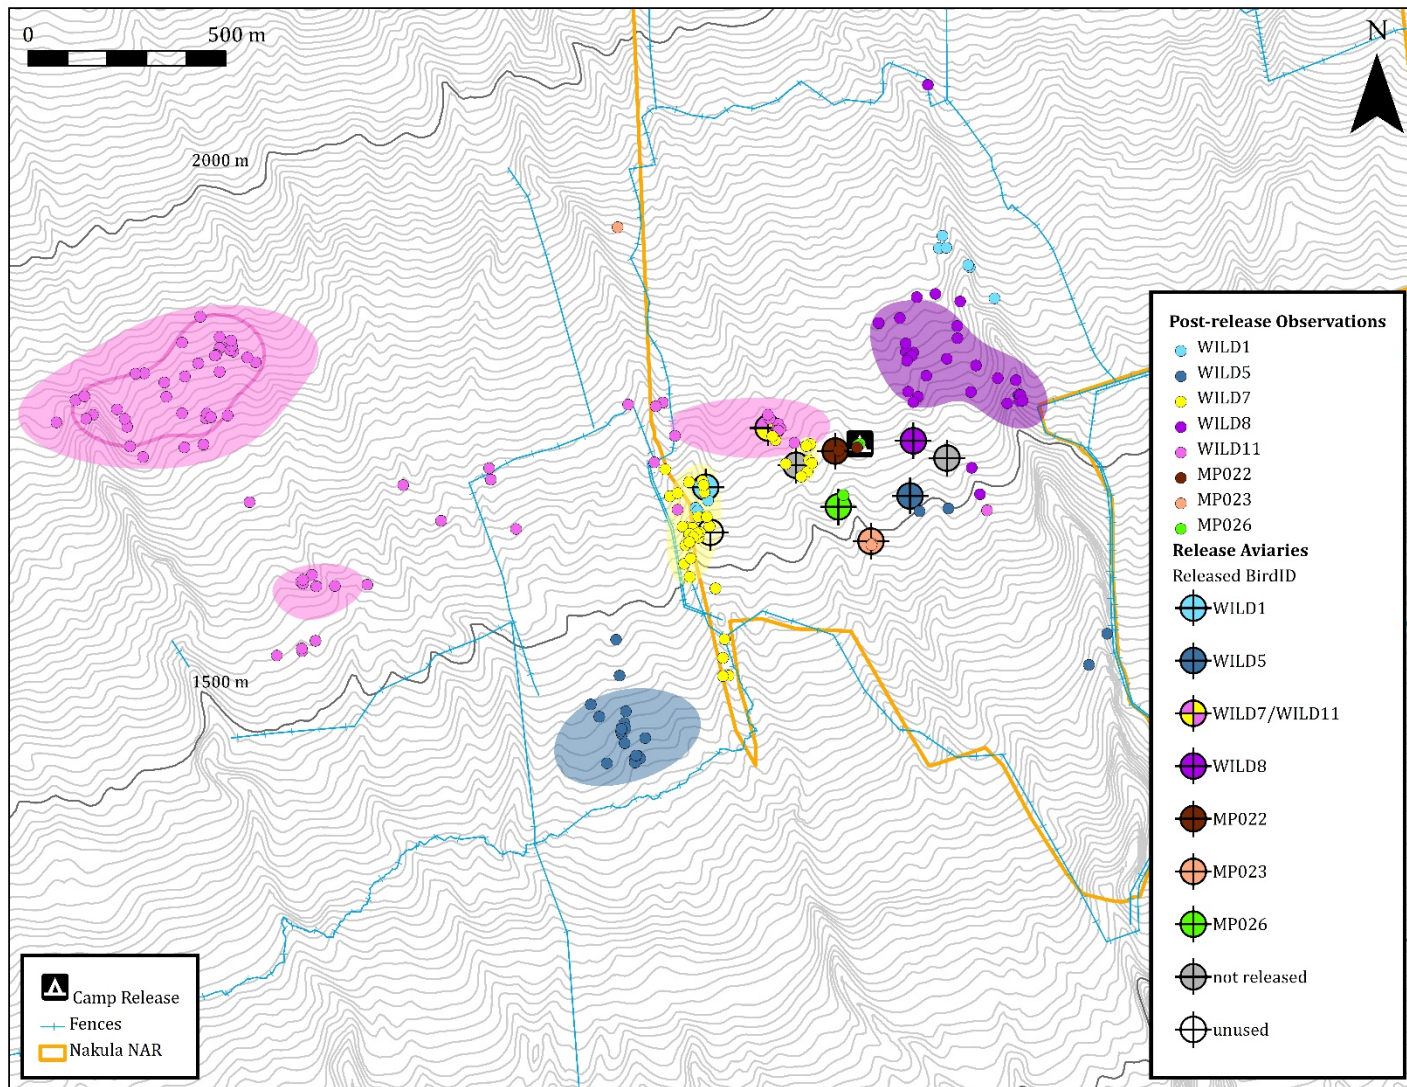 0 500 m
N
2000 m
1500 m
Post-release Observations
WILD1
WILD5
WILD7
WILD8
WILD11
MP022
MP023
MP026
Release Aviaries
Released BirdID
WILD1
WILD5
WILD7/WILD11
WILD8
MP022
MP023
MP026
not released
unused
Camp Release
Fences
Nakula NAR